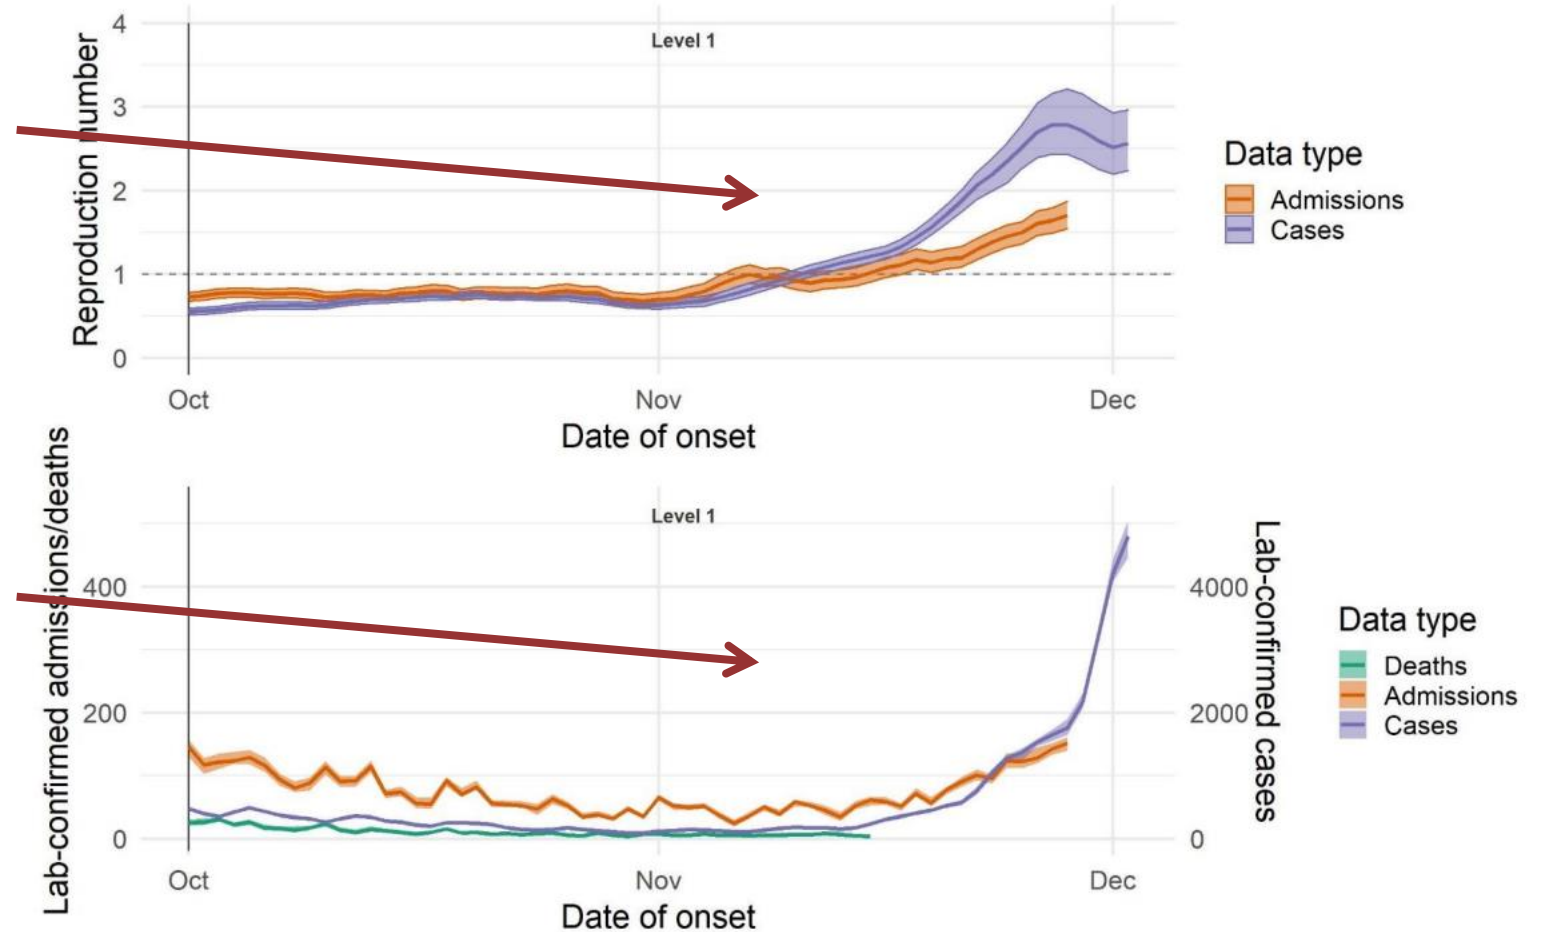 Reproduction number
4
3
2
1
0
Level 1
Oct
Nov
Dec
Date of onset
Data type
Admissions
Cases
Lab-confirmed admissions/deaths
400
200
0
Level 1
4000
2000
0
Lab-confirmed cases
Oct
Nov
Dec
Date of onset
Data type
Deaths
Admissions
Cases